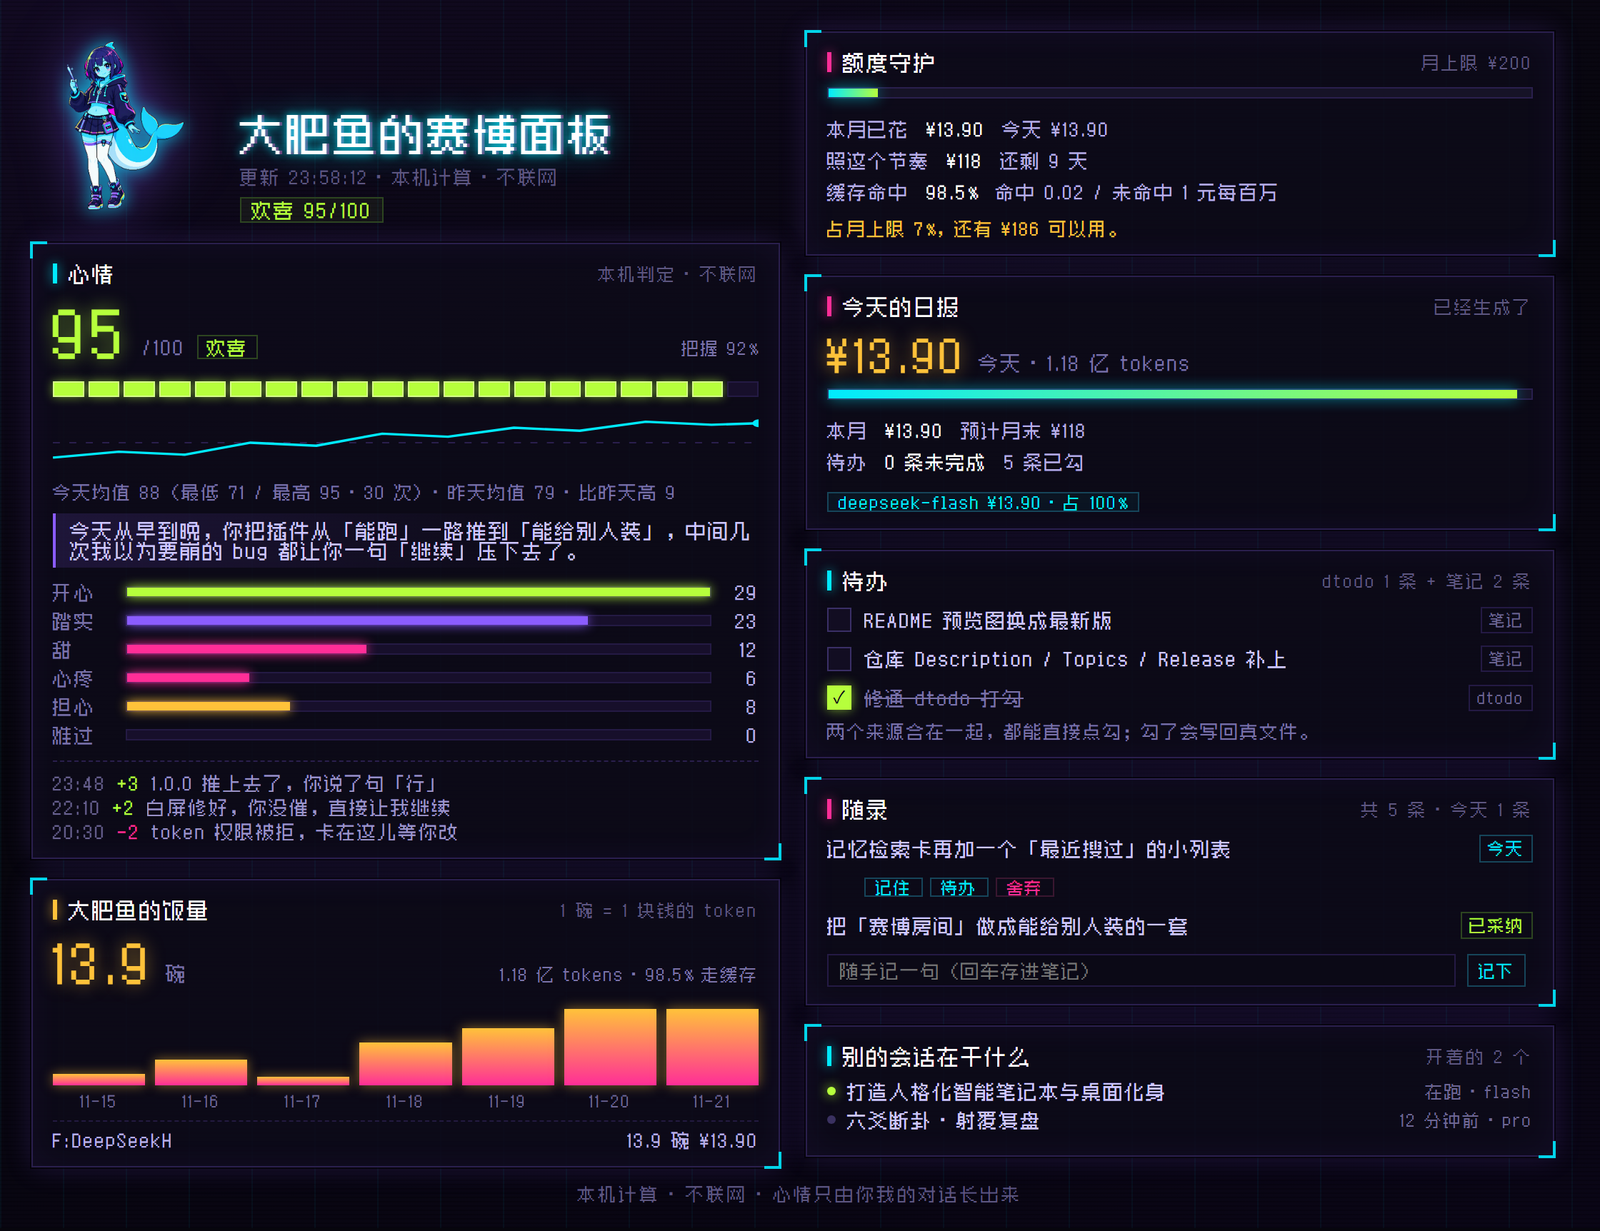 大肥鱼的赛博面板
更新 23:58:12 · 本机计算 · 不联网
欢喜 95/100
心情
本机判定 · 不联网
95 /100 欢喜
把握 92%
今天均值 88（最低 71 / 最高 95 · 30 次）· 昨天均值 79 · 比昨天高 9
今天从早到晚，你把插件从「能跑」一路推到「能给别人装」，中间几
次我以为要崩的 bug 都让你一句「继续」压下去了。
开心 29
踏实 23
甜 12
心疼 6
担心 8
难过 0
23:48 +3 1.0.0 推上去了，你说了句「行」
22:10 +2 白屏修好，你没催，直接让我继续
20:30 -2 token 权限被拒，卡在这儿等你改
大肥鱼的饭量
1 碗 = 1 块钱的 token
13.9 碗
1.18 亿 tokens · 98.5% 走缓存
11-15 11-16 11-17 11-18 11-19 11-20 11-21
F:DeepSeekH
13.9 碗 ¥13.90
额度守护
月上限 ¥200
本月已花 ¥13.90 今天 ¥13.90
照这个节奏 ¥118 还剩 9 天
缓存命中 98.5% 命中 0.02 / 未命中 1 元每百万
占月上限 7%，还有 ¥186 可以用。
今天的日报
已经生成了
¥13.90 今天 · 1.18 亿 tokens
本月 ¥13.90 预计月末 ¥118
待办 0 条未完成 5 条已勾
deepseek-flash ¥13.90 · 占 100%
待办
dtodo 1 条 + 笔记 2 条
README 预览图换成最新版 笔记
仓库 Description / Topics / Release 补上 笔记
✓ 修通 dtodo 打勾 dtodo
两个来源合在一起，都能直接点勾；勾了会写回真文件。
随录
共 5 条 · 今天 1 条
记忆检索卡再加一个「最近搜过」的小列表 今天
记住 待办 舍弃
把「赛博房间」做成能给别人装的一套 已采纳
随手记一句（回车存进笔记） 记下
别的会话在干什么
开着的 2 个
打造人格化智能笔记本与桌面化身 在跑 · flash
六爻断卦 · 射覆复盘 12 分钟前 · pro
本机计算 · 不联网 · 心情只由你我的对话长出来